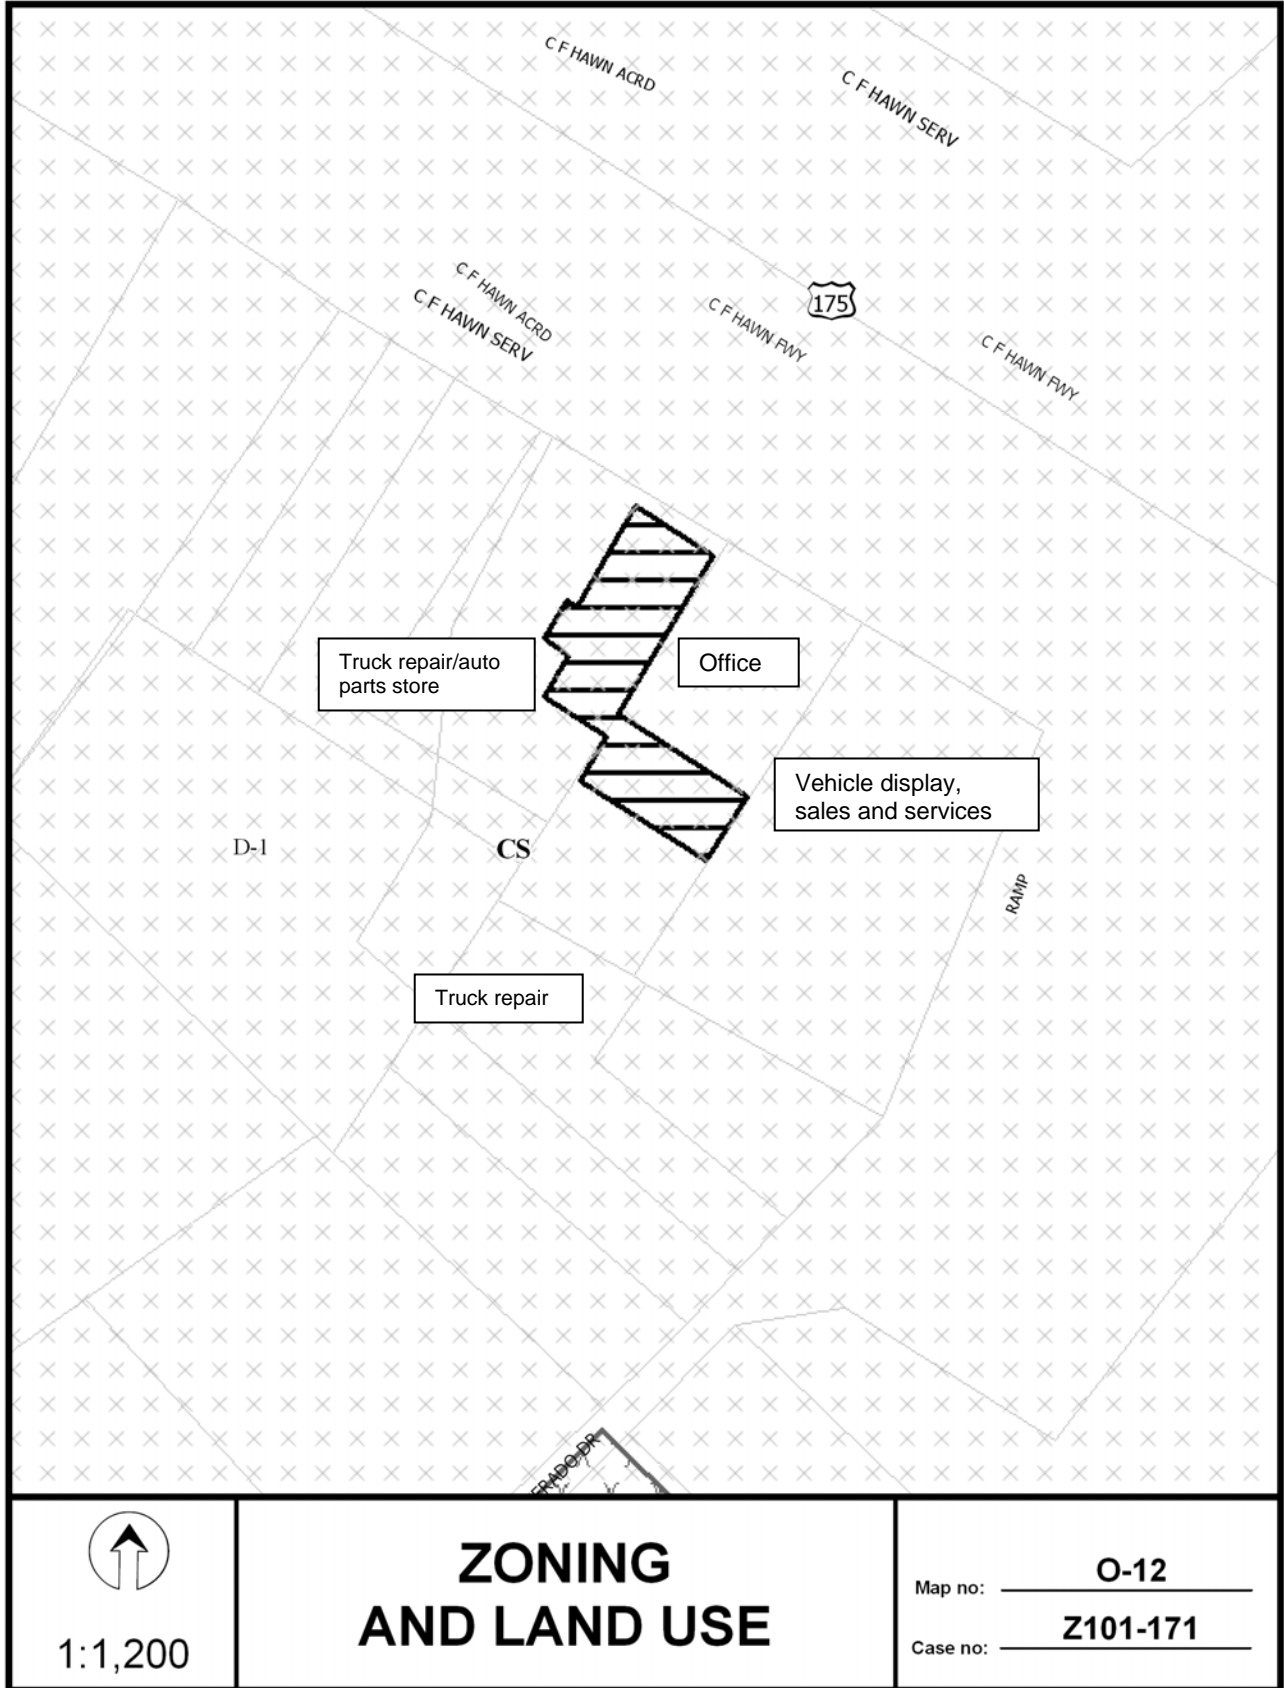 C F HAWN ACRD
C F HAWN SERV
C F HAWN ACRD
C F HAWN SERV
C F HAWN FWY
175
C F HAWN FWY
Truck repair/auto
parts store
Office
Vehicle display,
sales and services
D-1
CS
RAMP
Truck repair
ERADO DR
1:1,200
ZONING
AND LAND USE
Map no: O-12
Case no: Z101-171